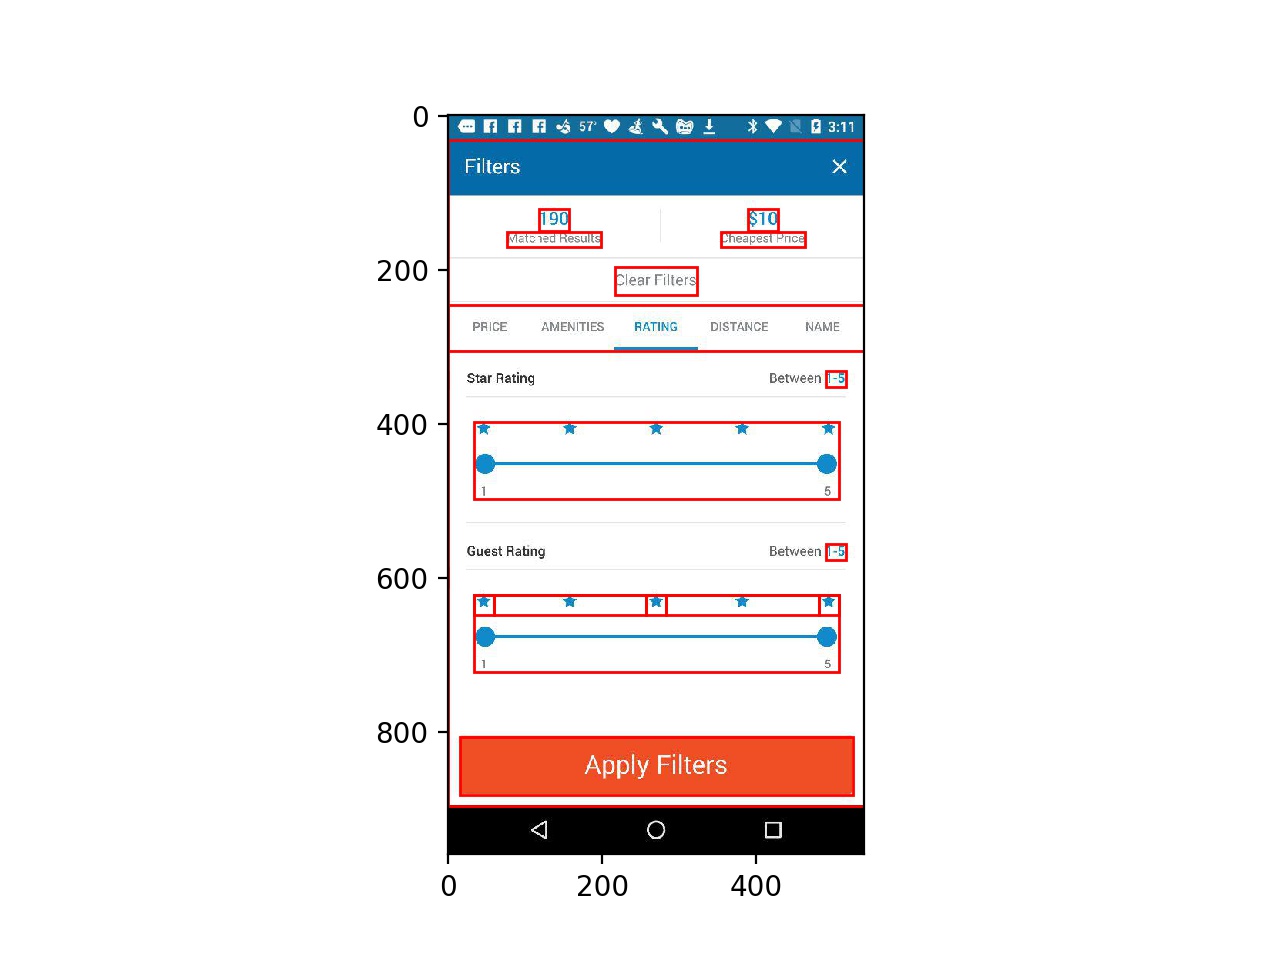 0
57°
3:11
Filters
190
$10
Matched Results
Cheapest Price
200
Clear Filters
PRICE AMENITIES RATING DISTANCE NAME
Star Rating
Between 1-5
400
1
5
Guest Rating
Between 1-5
600
1
5
800
Apply Filters
0
200
400